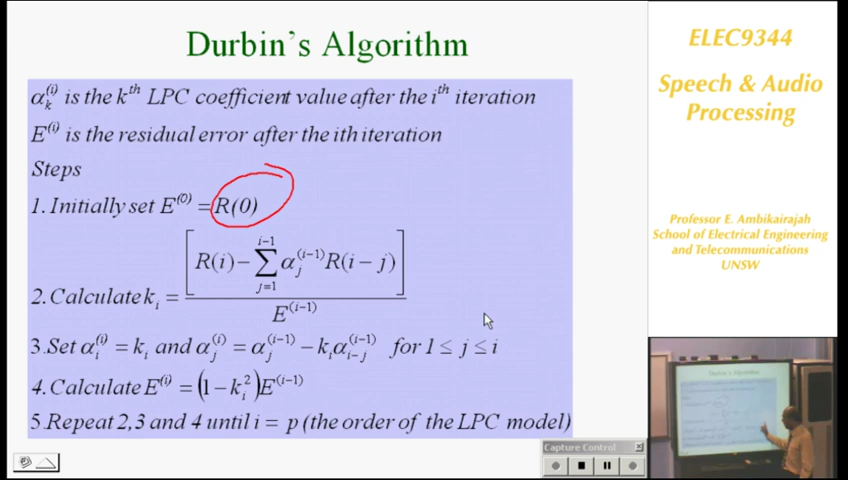 Durbin's Algorithm
α_k^(i) is the k^th LPC coefficient value after the i^th iteration
E^(i) is the residual error after the ith iteration
Steps
1. Initially set E^(0) = R(0)
2. Calculate k_i = [R(i) − ∑_{j=1}^{i−1} α_j^(i−1) R(i − j)] / E^(i−1)
3. Set α_i^(i) = k_i and α_j^(i) = α_j^(i−1) − k_i α_{i−j}^(i−1) for 1 ≤ j ≤ i
4. Calculate E^(i) = (1 − k_i^2) E^(i−1)
5. Repeat 2, 3 and 4 until i = p (the order of the LPC model)
Capture Control
ELEC9344
Speech & Audio
Processing
Professor E. Ambikairajah
School of Electrical Engineering
and Telecommunications
UNSW
Durbin's Algorithm